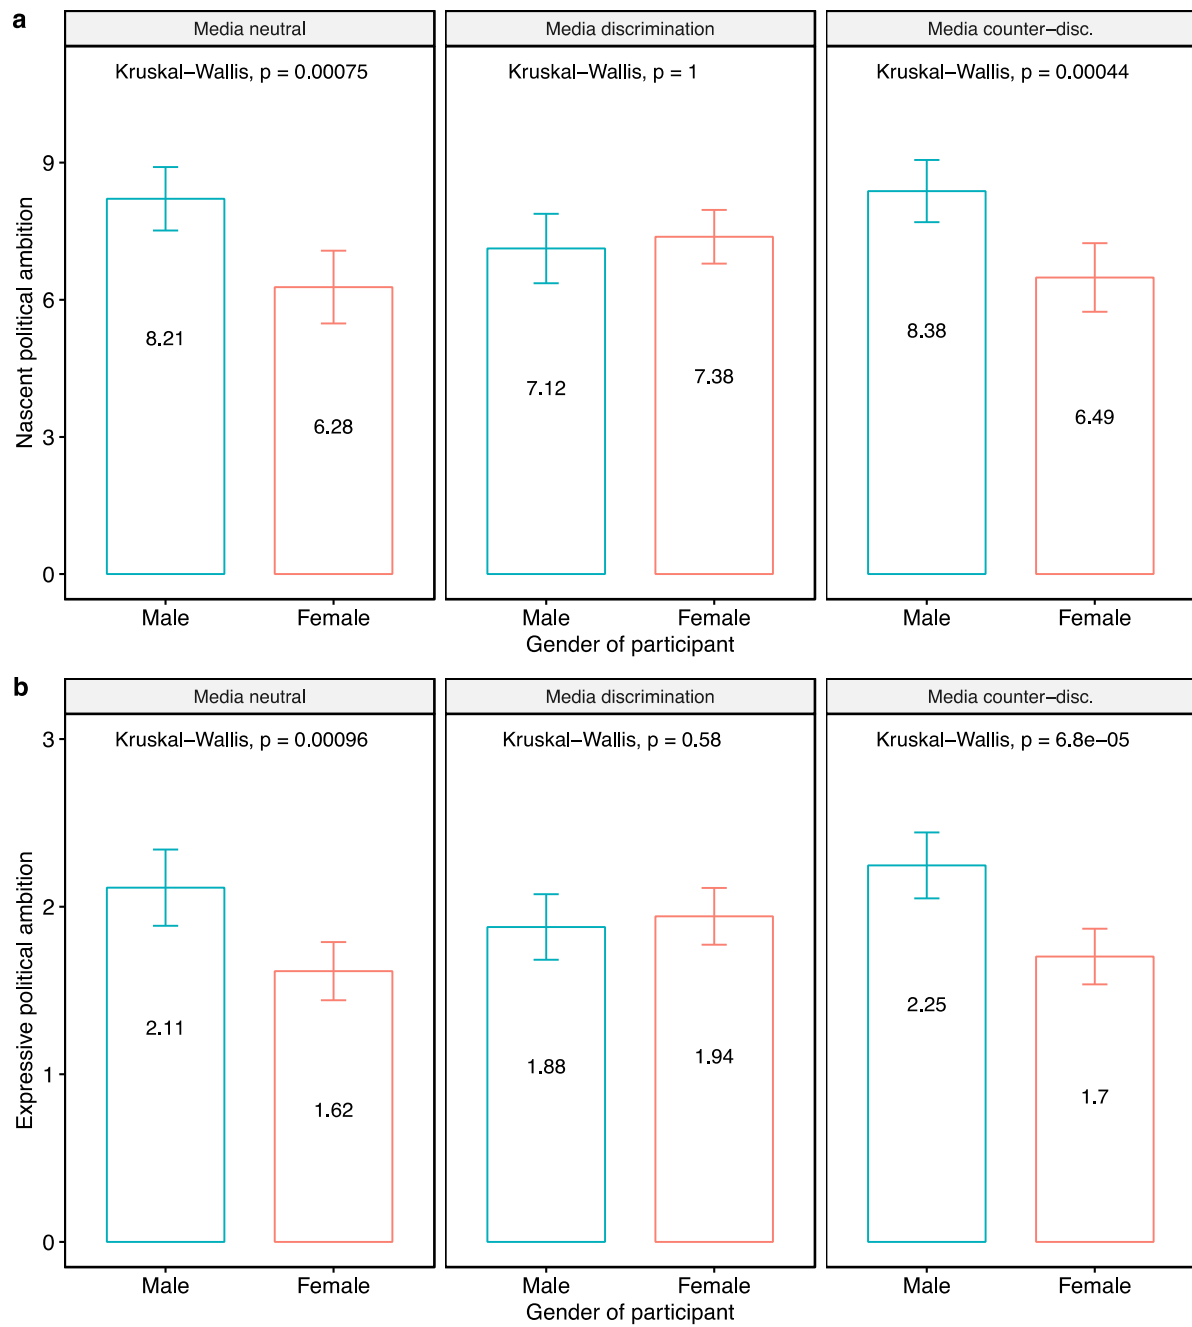 a
Media neutral
Media discrimination
Media counter–disc.
Kruskal–Wallis, p = 0.00075
Kruskal–Wallis, p = 1
Kruskal–Wallis, p = 0.00044
Nascent political ambition
9
6
3
0
8.21
6.28
7.12
7.38
8.38
6.49
Male
Female
Male
Female
Male
Female
Gender of participant
b
Media neutral
Media discrimination
Media counter–disc.
Kruskal–Wallis, p = 0.00096
Kruskal–Wallis, p = 0.58
Kruskal–Wallis, p = 6.8e–05
Expressive political ambition
3
2
1
0
2.11
1.62
1.88
1.94
2.25
1.7
Male
Female
Male
Female
Male
Female
Gender of participant